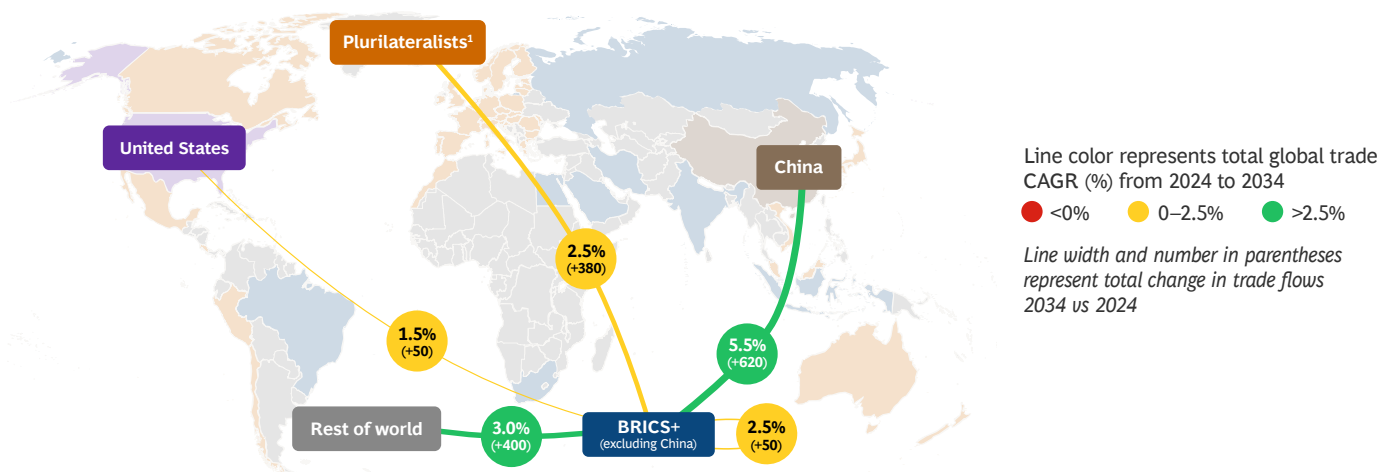 Plurilateralists¹
United States
China
Line color represents total global trade
CAGR (%) from 2024 to 2034
<0%
0–2.5%
>2.5%
Line width and number in parentheses
represent total change in trade flows
2034 vs 2024
2.5%
(+380)
1.5%
(+50)
5.5%
(+620)
Rest of world
3.0%
(+400)
BRICS+
(excluding China)
2.5%
(+50)